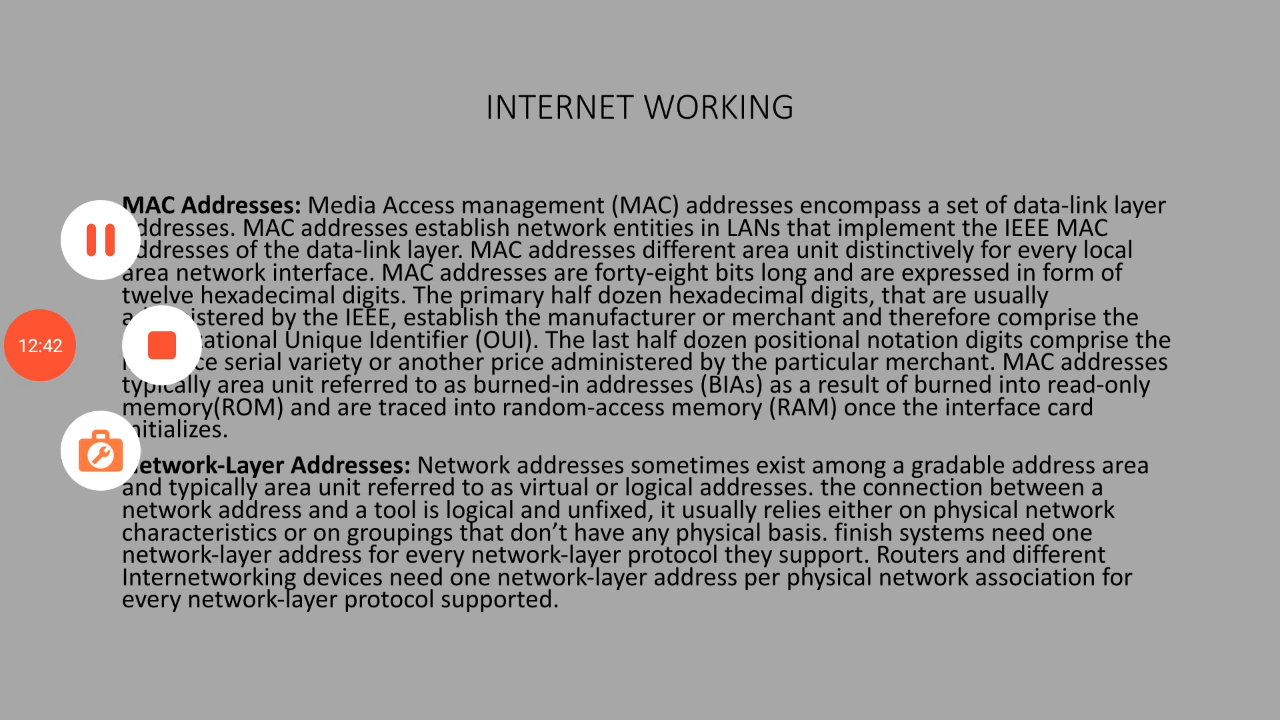 INTERNET WORKING
MAC Addresses: Media Access management (MAC) addresses encompass a set of data-link layer
addresses. MAC addresses establish network entities in LANs that implement the IEEE MAC
addresses of the data-link layer. MAC addresses different area unit distinctively for every local
area network interface. MAC addresses are forty-eight bits long and are expressed in form of
twelve hexadecimal digits. The primary half dozen hexadecimal digits, that are usually
administered by the IEEE, establish the manufacturer or merchant and therefore comprise the
12:42
Unique Identifier (OUI). The last half dozen positional notation digits comprise the
serial variety or another price administered by the particular merchant. MAC addresses
typically area unit referred to as burned-in addresses (BIAs) as a result of burned into read-only
memory(ROM) and are traced into random-access memory (RAM) once the interface card
initializes.
Network-Layer Addresses: Network addresses sometimes exist among a gradable address area
and typically area unit referred to as virtual or logical addresses. the connection between a
network address and a tool is logical and unfixed, it usually relies either on physical network
characteristics or on groupings that don’t have any physical basis. finish systems need one
network-layer address for every network-layer protocol they support. Routers and different
Internetworking devices need one network-layer address per physical network association for
every network-layer protocol supported.